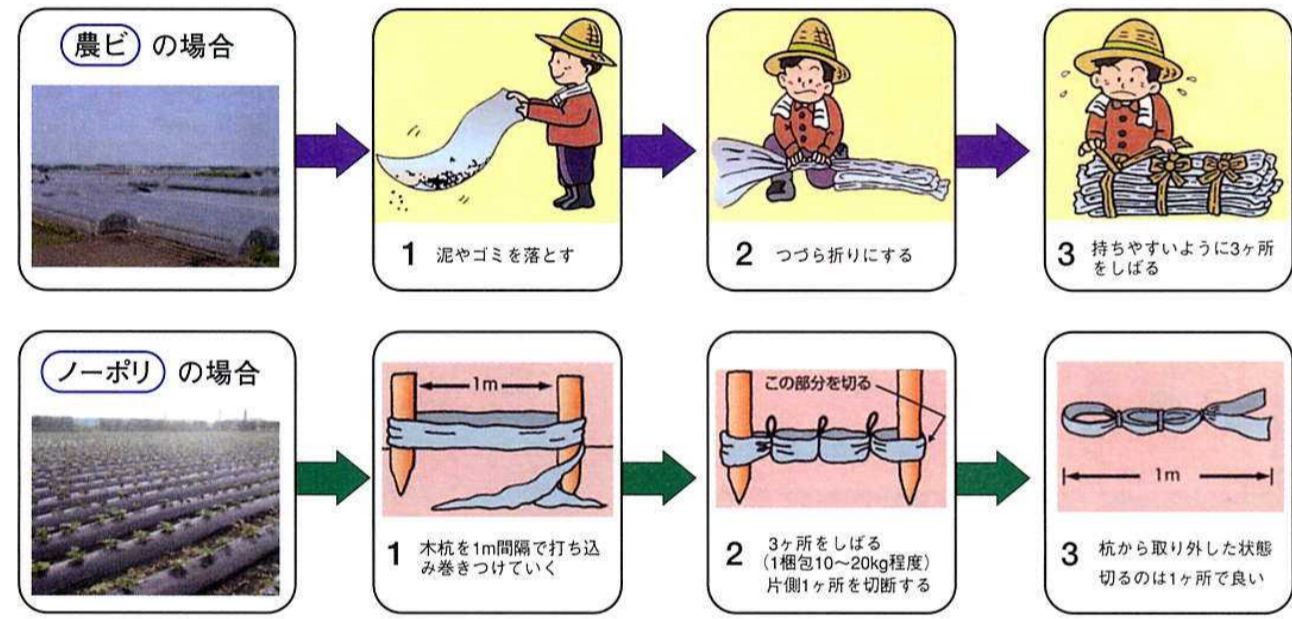 農ビ の場合
1 泥やゴミを落とす
2 つづら折りにする
3 持ちやすいように3ヶ所
をしばる
ノーポリ の場合
1m
1 木杭を1m間隔で打ち込
み巻きつけていく
この部分を切る
2 3ヶ所をしばる
(1梱包10〜20kg程度)
片側1ヶ所を切断する
1m
3 杭から取り外した状態
切るのは1ヶ所で良い